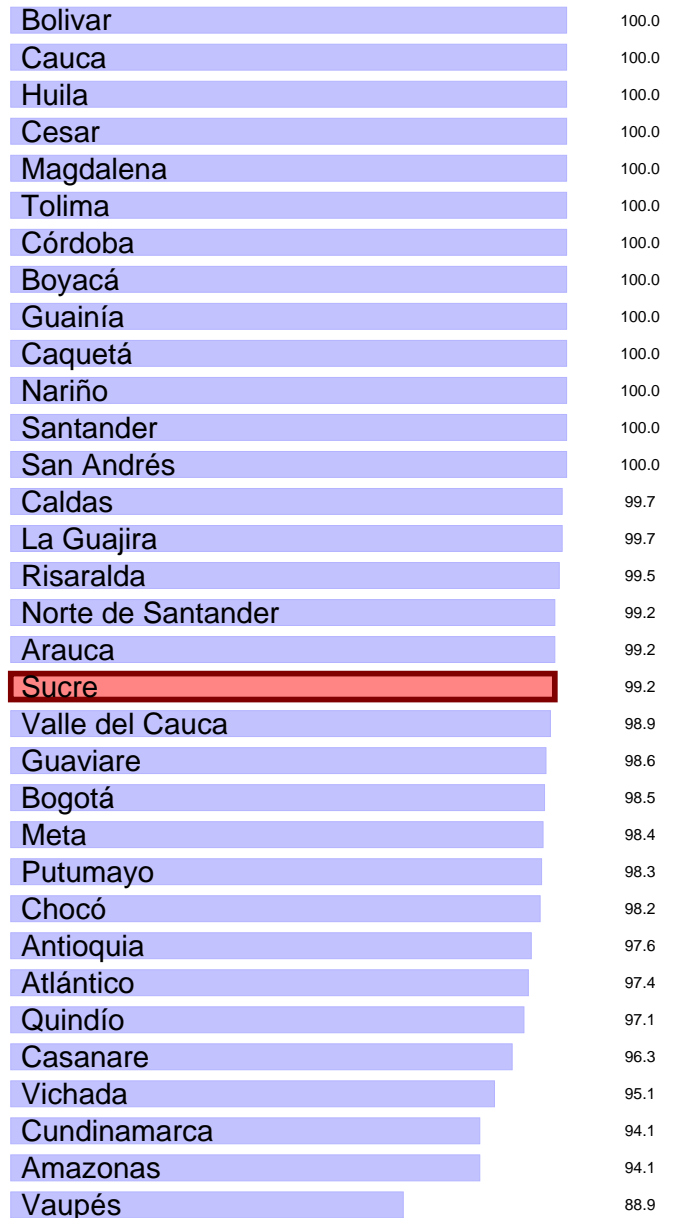 Bolivar 100.0
Cauca 100.0
Huila 100.0
Cesar 100.0
Magdalena 100.0
Tolima 100.0
Córdoba 100.0
Boyacá 100.0
Guainía 100.0
Caquetá 100.0
Nariño 100.0
Santander 100.0
San Andrés 100.0
Caldas 99.7
La Guajira 99.7
Risaralda 99.5
Norte de Santander 99.2
Arauca 99.2
Sucre 99.2
Valle del Cauca 98.9
Guaviare 98.6
Bogotá 98.5
Meta 98.4
Putumayo 98.3
Chocó 98.2
Antioquia 97.6
Atlántico 97.4
Quindío 97.1
Casanare 96.3
Vichada 95.1
Cundinamarca 94.1
Amazonas 94.1
Vaupés 88.9